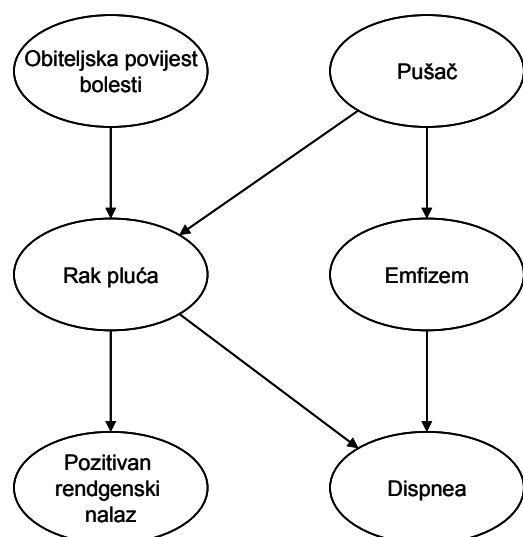 Obiteljska povijest
bolesti
Pušač
Rak pluća
Emfizem
Pozitivan
rendgenski
nalaz
Dispnea